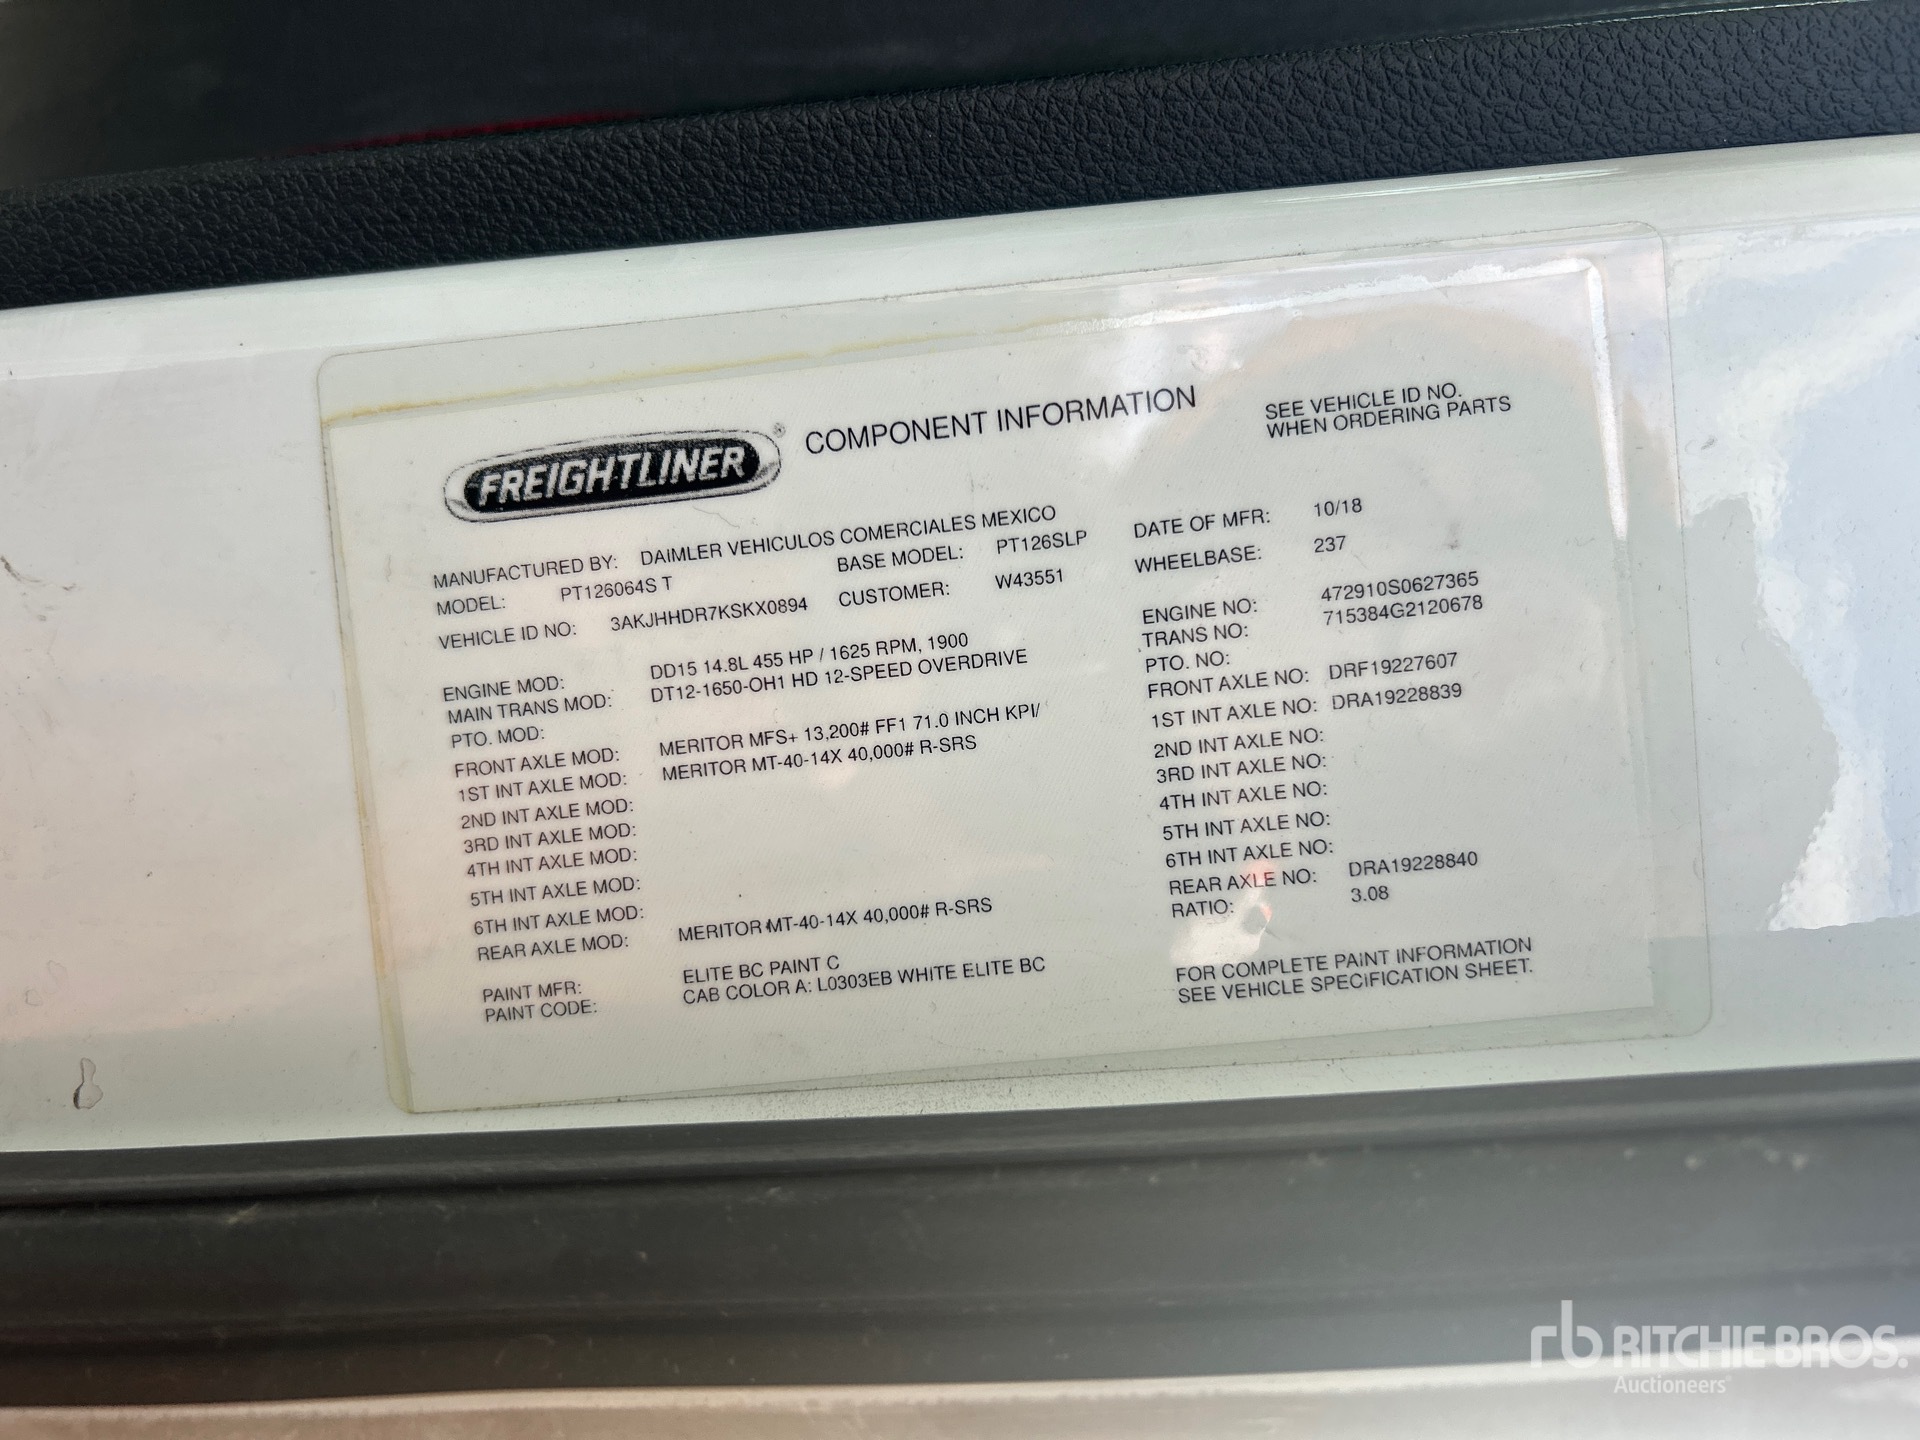 FREIGHTLINER® COMPONENT INFORMATION
SEE VEHICLE ID NO.
WHEN ORDERING PARTS
MANUFACTURED BY: DAIMLER VEHICULOS COMERCIALES MEXICO
MODEL: PT126064S T BASE MODEL: PT126SLP
VEHICLE ID NO: 3AKJHHDR7KSKX0894 CUSTOMER: W43551
ENGINE MOD: DD15 14.8L 455 HP / 1625 RPM, 1900
MAIN TRANS MOD: DT12-1650-OH1 HD 12-SPEED OVERDRIVE
PTO. MOD:
FRONT AXLE MOD: MERITOR MFS+ 13,200# FF1 71.0 INCH KPI/
1ST INT AXLE MOD: MERITOR MT-40-14X 40,000# R-SRS
2ND INT AXLE MOD:
3RD INT AXLE MOD:
4TH INT AXLE MOD:
5TH INT AXLE MOD:
6TH INT AXLE MOD:
REAR AXLE MOD: MERITOR MT-40-14X 40,000# R-SRS
PAINT MFR: ELITE BC PAINT C
PAINT CODE: CAB COLOR A: L0303EB WHITE ELITE BC
DATE OF MFR: 10/18
WHEELBASE: 237
ENGINE NO: 472910S0627365
TRANS NO: 715384G2120678
PTO. NO:
FRONT AXLE NO: DRF19227607
1ST INT AXLE NO: DRA19228839
2ND INT AXLE NO:
3RD INT AXLE NO:
4TH INT AXLE NO:
5TH INT AXLE NO:
6TH INT AXLE NO:
REAR AXLE NO: DRA19228840
RATIO: 3.08
FOR COMPLETE PAINT INFORMATION
SEE VEHICLE SPECIFICATION SHEET.
rb RITCHIE BROS.
Auctioneers